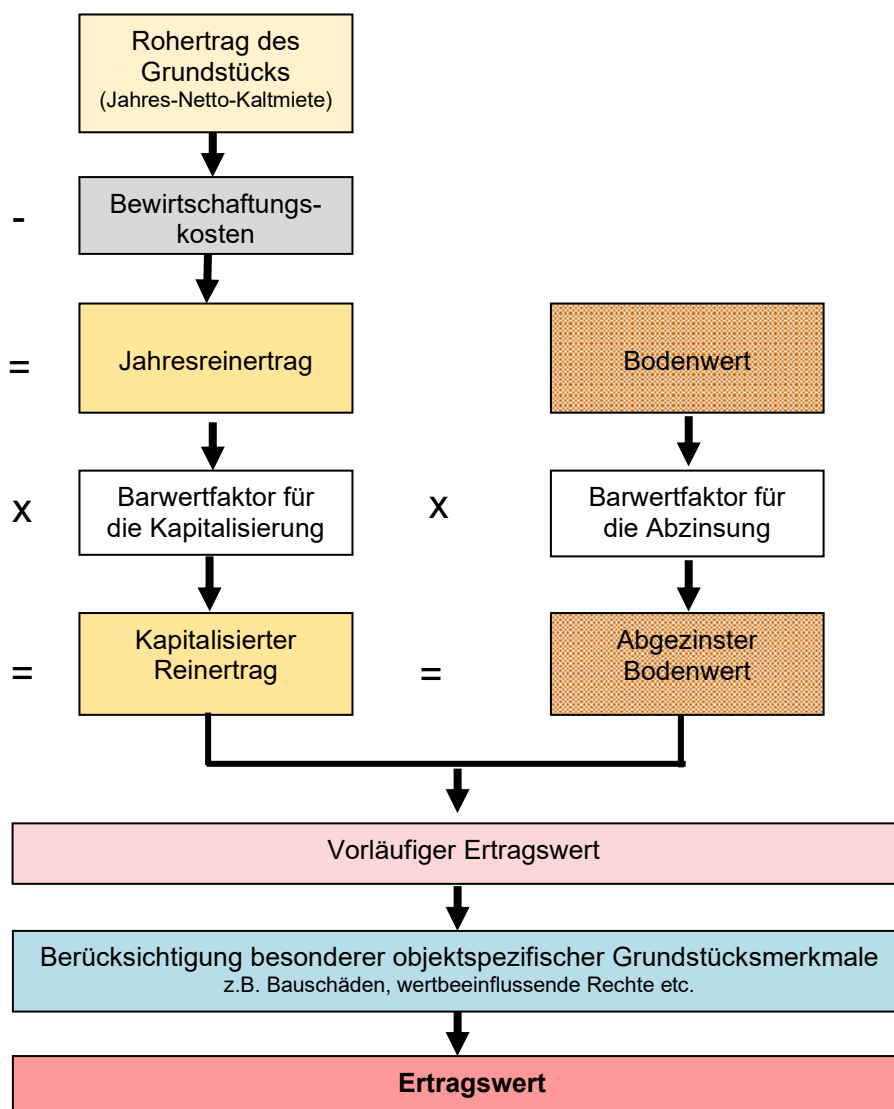 Rohertrag des
Grundstücks
(Jahres-Netto-Kaltmiete)
-
Bewirtschaftungs-
kosten
=
Jahresreinertrag
Bodenwert
x
Barwertfaktor für
die Kapitalisierung
x
Barwertfaktor für
die Abzinsung
=
Kapitalisierter
Reinertrag
=
Abgezinster
Bodenwert
Vorläufiger Ertragswert
Berücksichtigung besonderer objektspezifischer Grundstücksmerkmale
z.B. Bauschäden, wertbeeinflussende Rechte etc.
Ertragswert